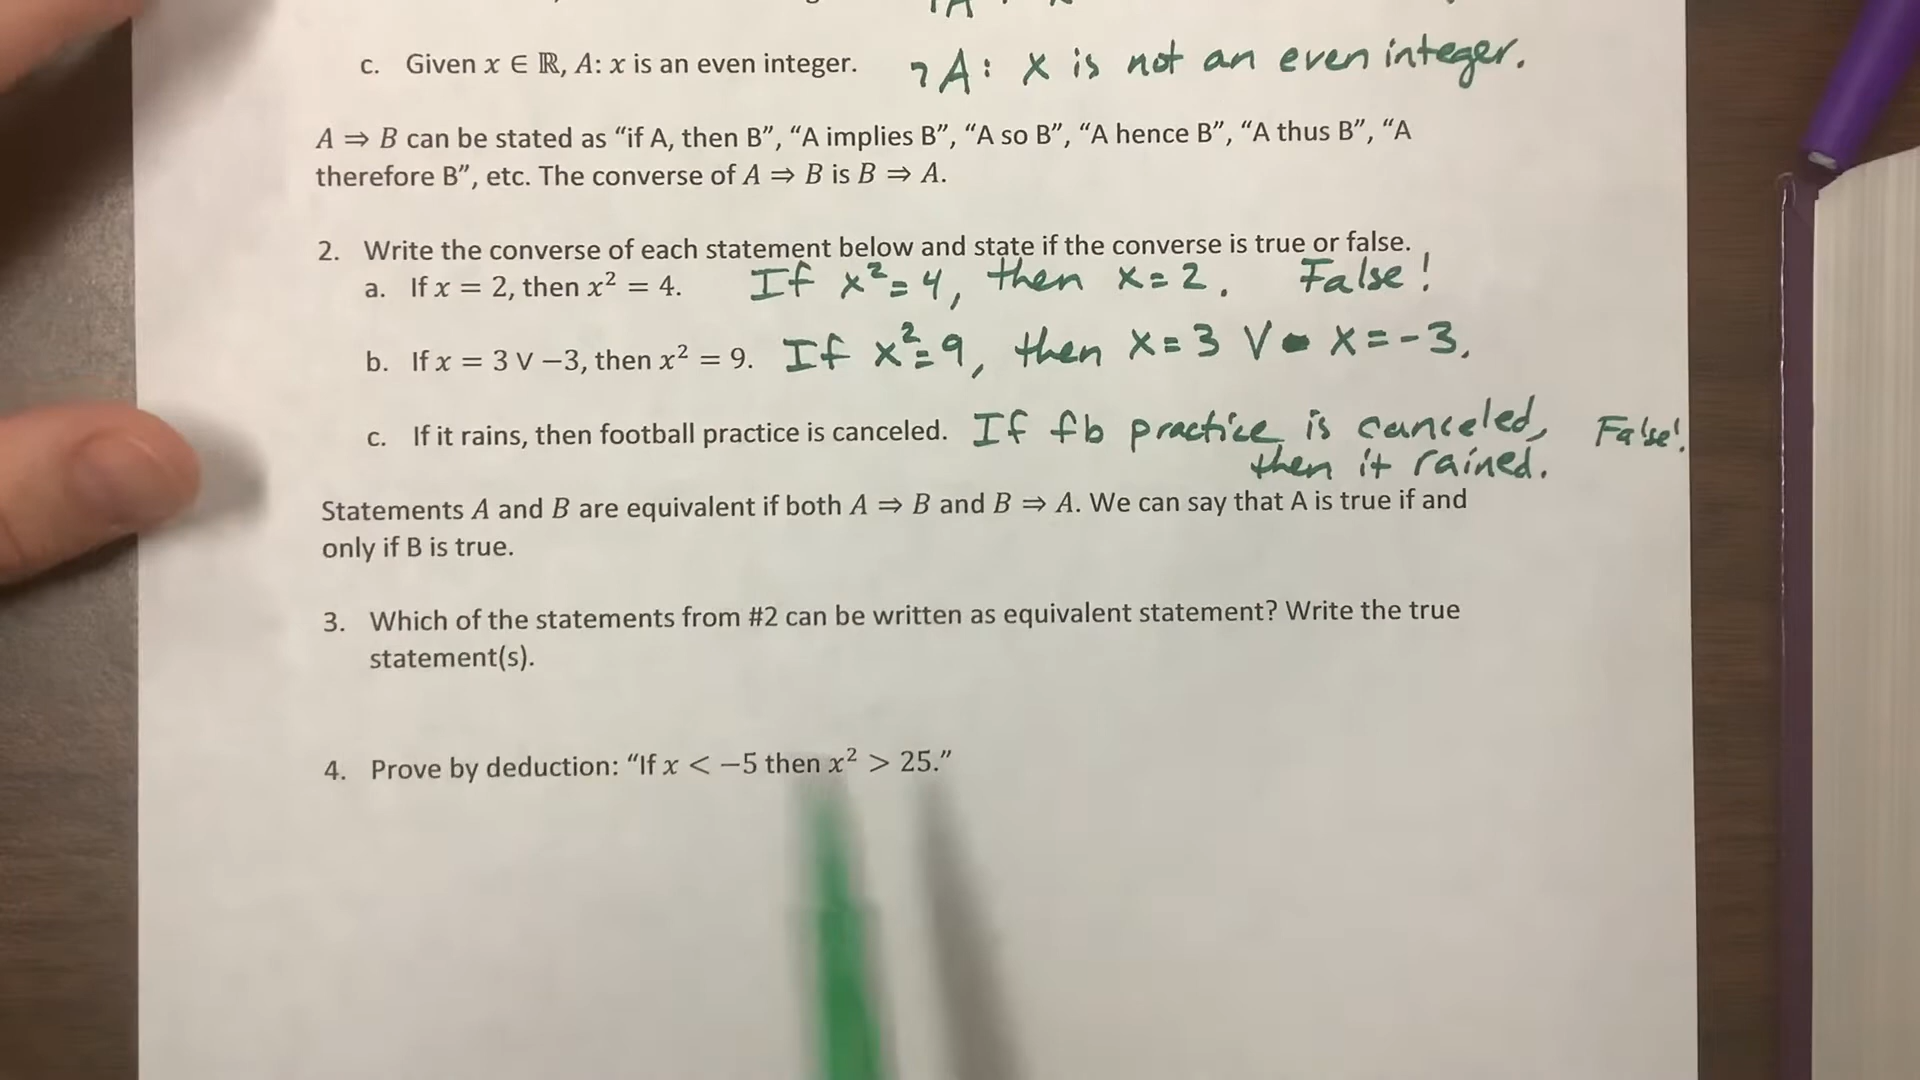 c. Given x ∈ ℝ, A: x is an even integer. ¬A: x is not an even integer.
A ⇒ B can be stated as “if A, then B”, “A implies B”, “A so B”, “A hence B”, “A thus B”, “A
therefore B”, etc. The converse of A ⇒ B is B ⇒ A.
2. Write the converse of each statement below and state if the converse is true or false.
a. If x = 2, then x² = 4. If x² = 4, then x = 2. False!
b. If x = 3 ∨ −3, then x² = 9. If x² = 9, then x = 3 ∨ x = -3.
c. If it rains, then football practice is canceled. If fb practice is canceled, False!
then it rained.
Statements A and B are equivalent if both A ⇒ B and B ⇒ A. We can say that A is true if and
only if B is true.
3. Which of the statements from #2 can be written as equivalent statement? Write the true
statement(s).
4. Prove by deduction: “If x < −5 then x² > 25.”